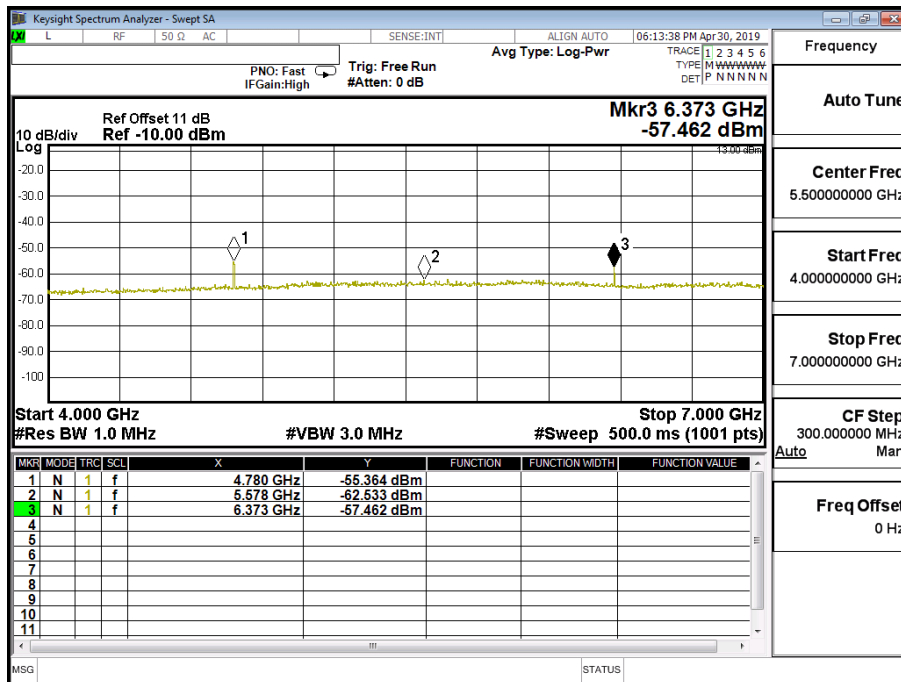 Keysight Spectrum Analyzer - Swept SA
LXI L RF 50 Ω AC SENSE:INT ALIGN AUTO 06:13:38 PM Apr 30, 2019
PNO: Fast
IFGain:High
Trig: Free Run
#Atten: 0 dB
Avg Type: Log-Pwr
TRACE 1 2 3 4 5 6
TYPE M W W W W W
DET P N N N N N
Frequency
Auto Tune
Center Freq
5.500000000 GHz
Start Freq
4.000000000 GHz
Stop Freq
7.000000000 GHz
CF Step
300.000000 MHz
Auto Man
Freq Offset
0 Hz
Mkr3 6.373 GHz
-57.462 dBm
Ref Offset 11 dB
10 dB/div Ref -10.00 dBm
Log
13.00 dBm
-20.0
-30.0
-40.0
-50.0
-60.0
-70.0
-80.0
-90.0
-100
1
2
3
Start 4.000 GHz Stop 7.000 GHz
#Res BW 1.0 MHz #VBW 3.0 MHz #Sweep 500.0 ms (1001 pts)
MKR MODE TRC SCL X Y FUNCTION FUNCTION WIDTH FUNCTION VALUE
1 N 1 f 4.780 GHz -55.364 dBm
2 N 1 f 5.578 GHz -62.533 dBm
3 N 1 f 6.373 GHz -57.462 dBm
4
5
6
7
8
9
10
11
MSG STATUS